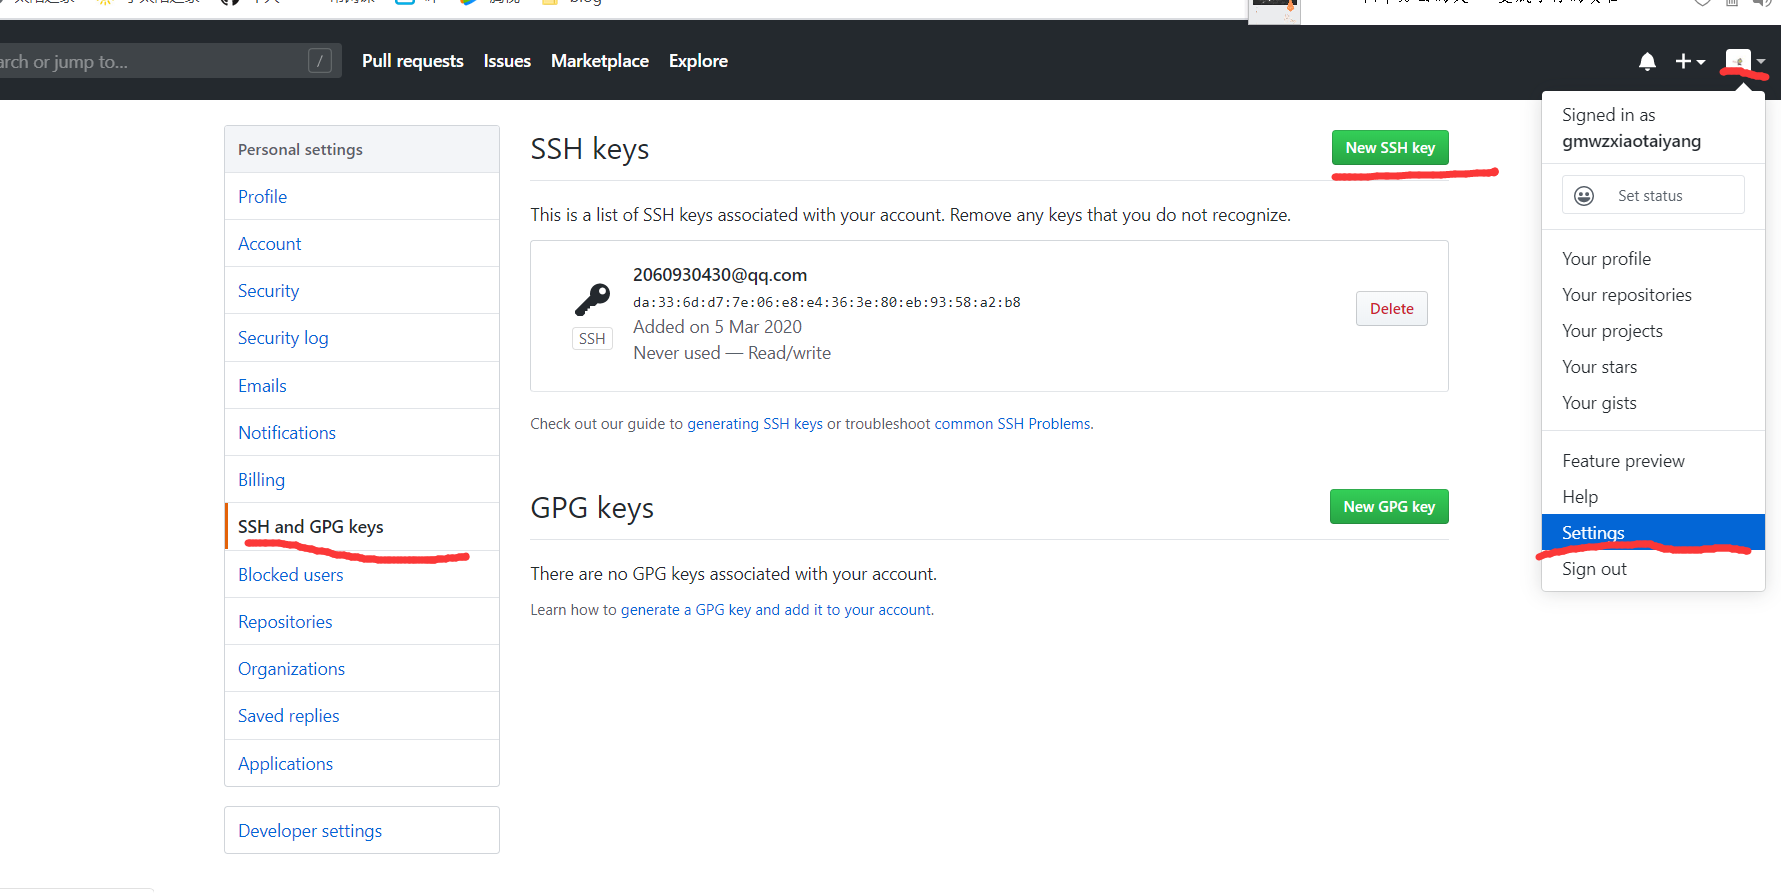 blog
arch or jump to...
/
Pull requests
Issues
Marketplace
Explore
Personal settings
Profile
Account
Security
Security log
Emails
Notifications
Billing
SSH and GPG keys
Blocked users
Repositories
Organizations
Saved replies
Applications
Developer settings
SSH keys
New SSH key
This is a list of SSH keys associated with your account. Remove any keys that you do not recognize.
2060930430@qq.com
da:33:6d:d7:7e:06:e8:e4:36:3e:80:eb:93:58:a2:b8
Added on 5 Mar 2020
Never used — Read/write
SSH
Delete
Check out our guide to generating SSH keys or troubleshoot common SSH Problems.
GPG keys
New GPG key
There are no GPG keys associated with your account.
Learn how to generate a GPG key and add it to your account.
Signed in as
gmwzxiaotaiyang
Set status
Your profile
Your repositories
Your projects
Your stars
Your gists
Feature preview
Help
Settings
Sign out